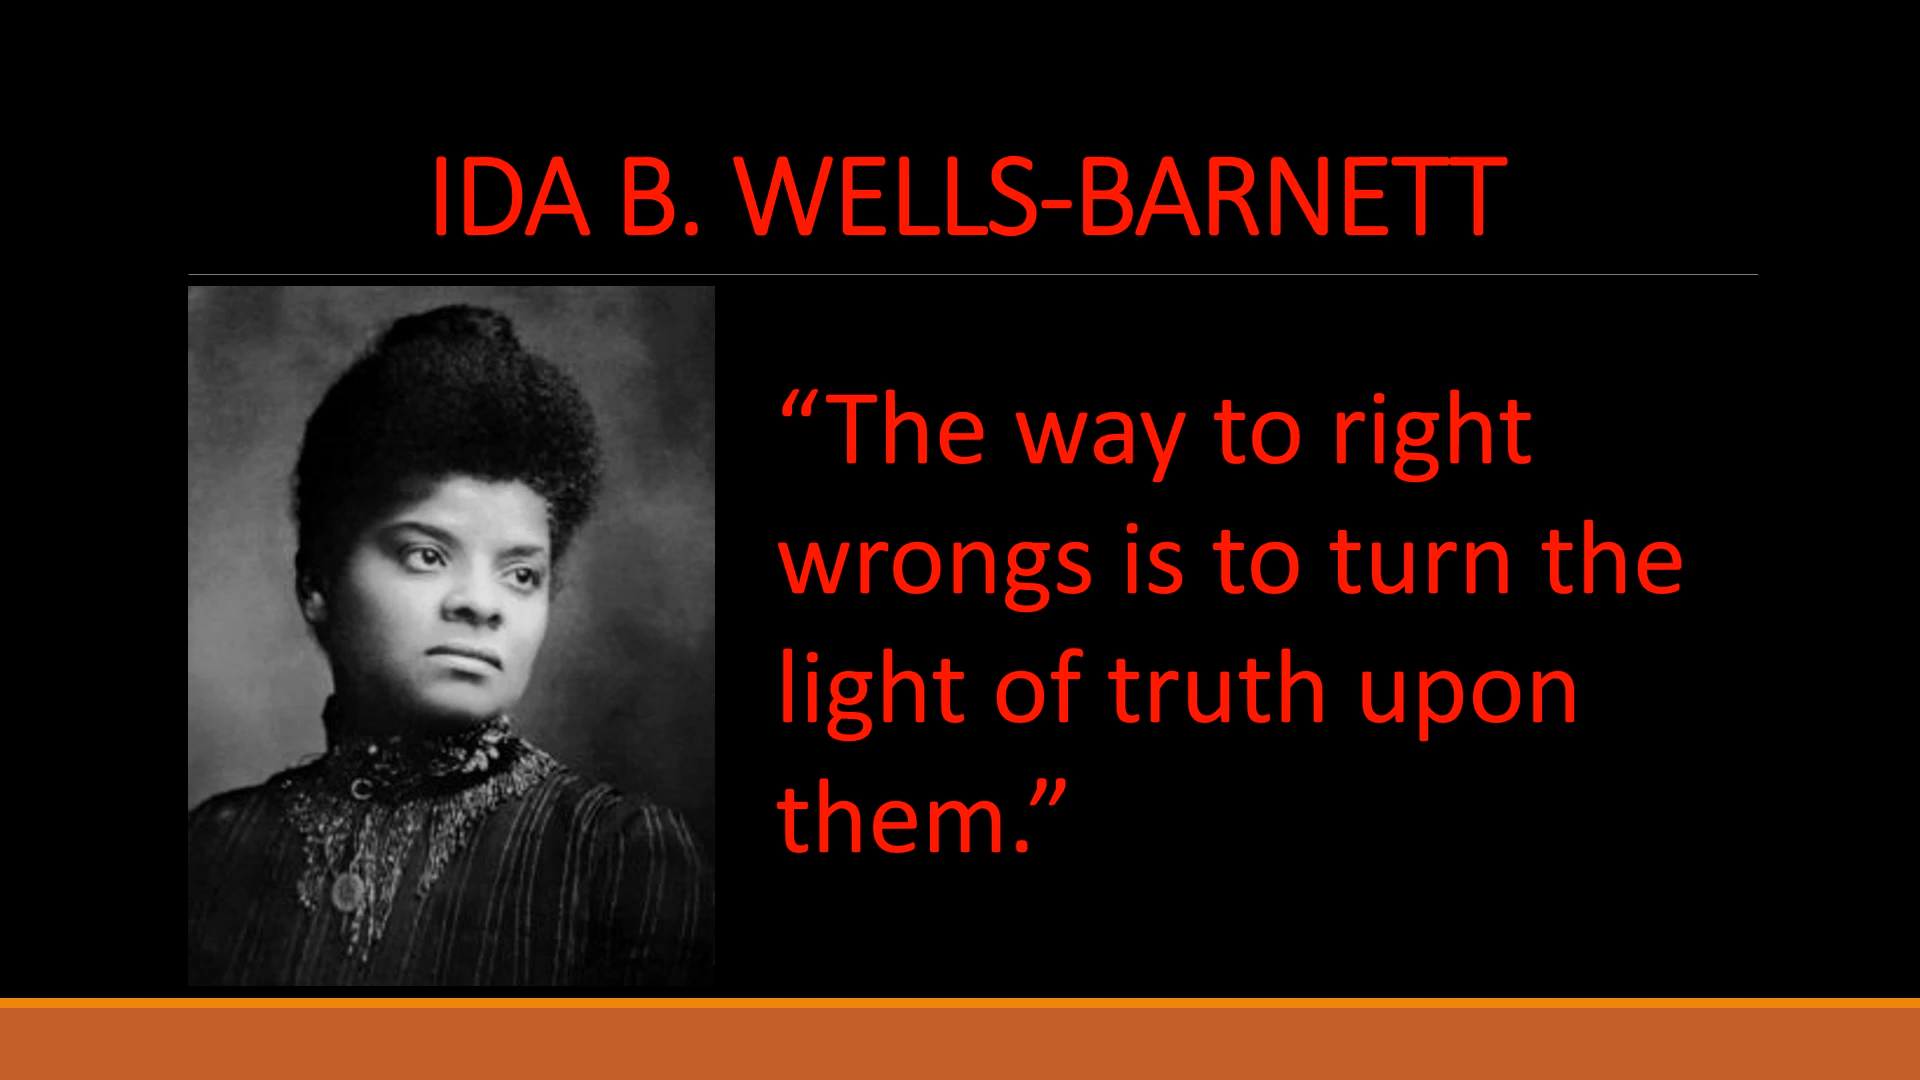 IDA B. WELLS-BARNETT
“The way to right
wrongs is to turn the
light of truth upon
them.”